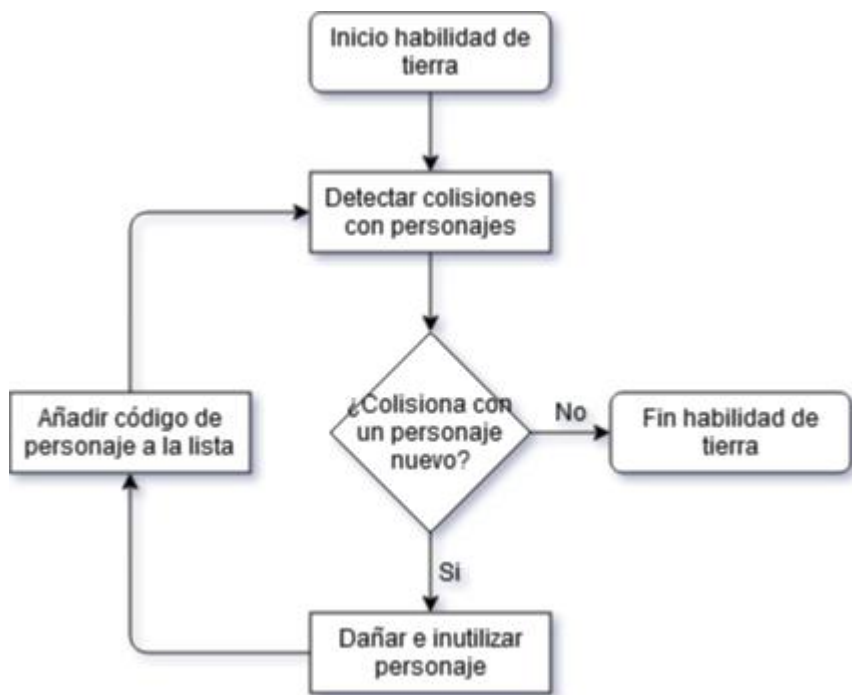 Inicio habilidad de
tierra
Detectar colisiones
con personajes
¿Colisiona con
un personaje
nuevo?
No
Fin habilidad de
tierra
Añadir código de
personaje a la lista
Si
Dañar e inutilizar
personaje